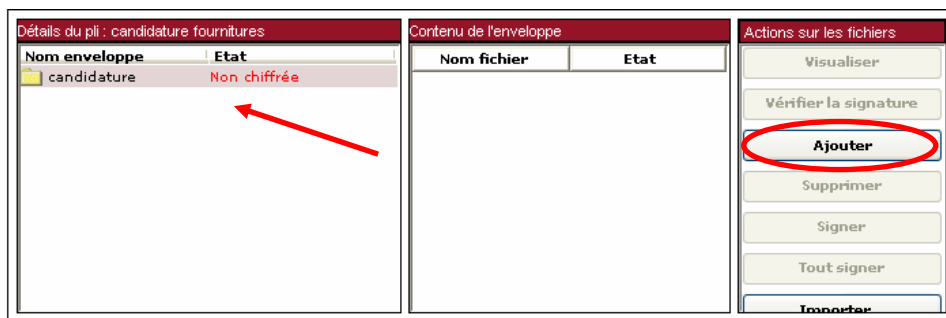 Détails du pli : candidature fournitures
Nom enveloppe Etat
candidature Non chiffrée
Contenu de l'enveloppe
Nom fichier Etat
Actions sur les fichiers
Visualiser
Vérifier la signature
Ajouter
Supprimer
Signer
Tout signer
Importer